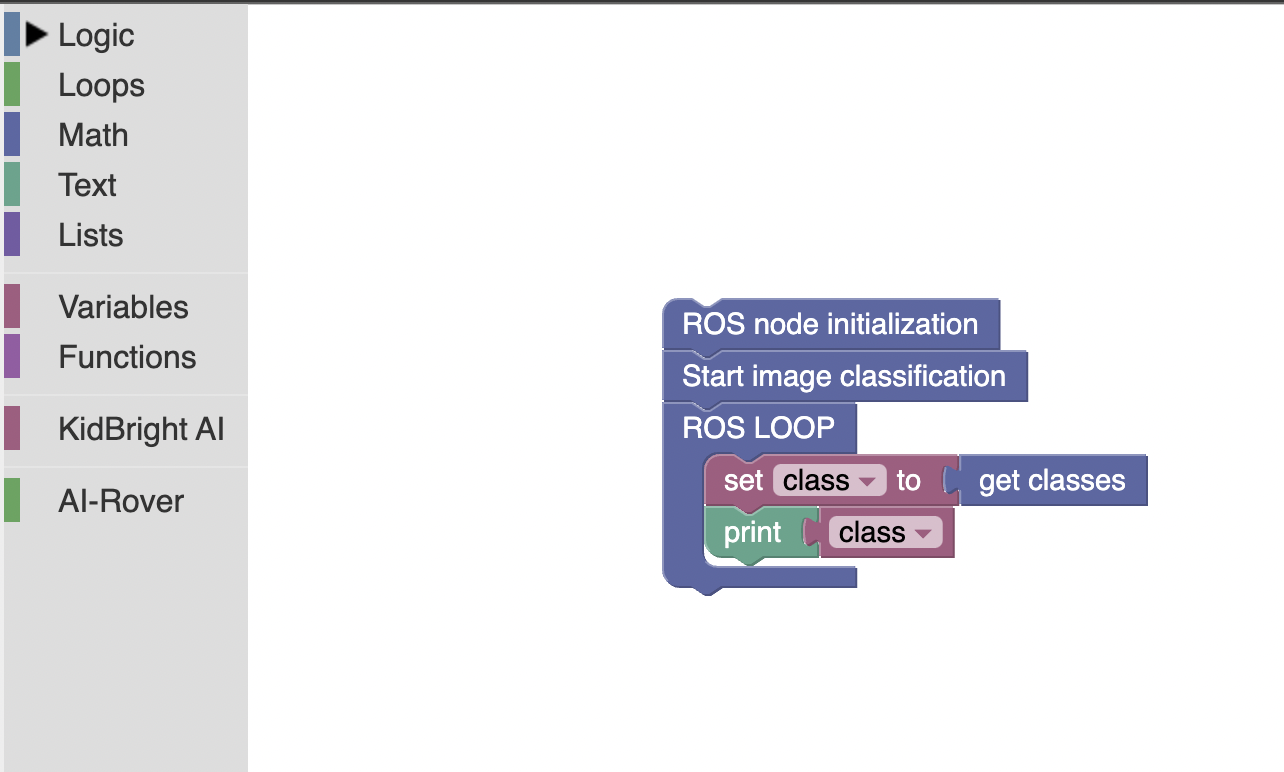 Logic
Loops
Math
Text
Lists
Variables
Functions
KidBright AI
AI-Rover
ROS node initialization
Start image classification
ROS LOOP
set class to get classes
print class